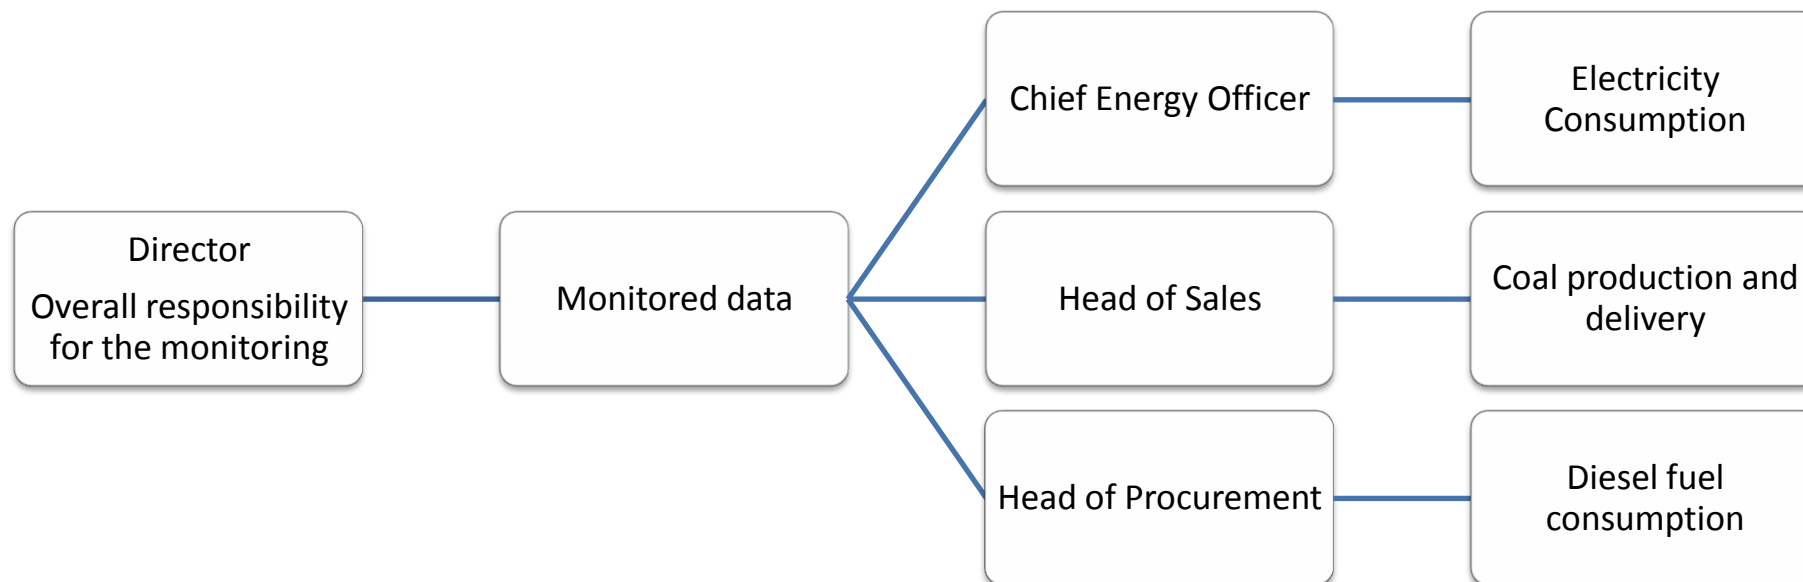 Director
Overall responsibility
for the monitoring
Monitored data
Chief Energy Officer
Electricity
Consumption
Head of Sales
Coal production and
delivery
Head of Procurement
Diesel fuel
consumption